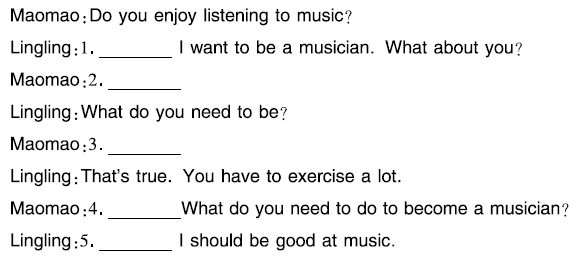 Maomao:Do you enjoy listening to music?
Lingling:1. ________ I want to be a musician. What about you?
Maomao:2. ________
Lingling:What do you need to be?
Maomao:3. ________
Lingling:That's true. You have to exercise a lot.
Maomao:4. ________What do you need to do to become a musician?
Lingling:5. ________ I should be good at music.